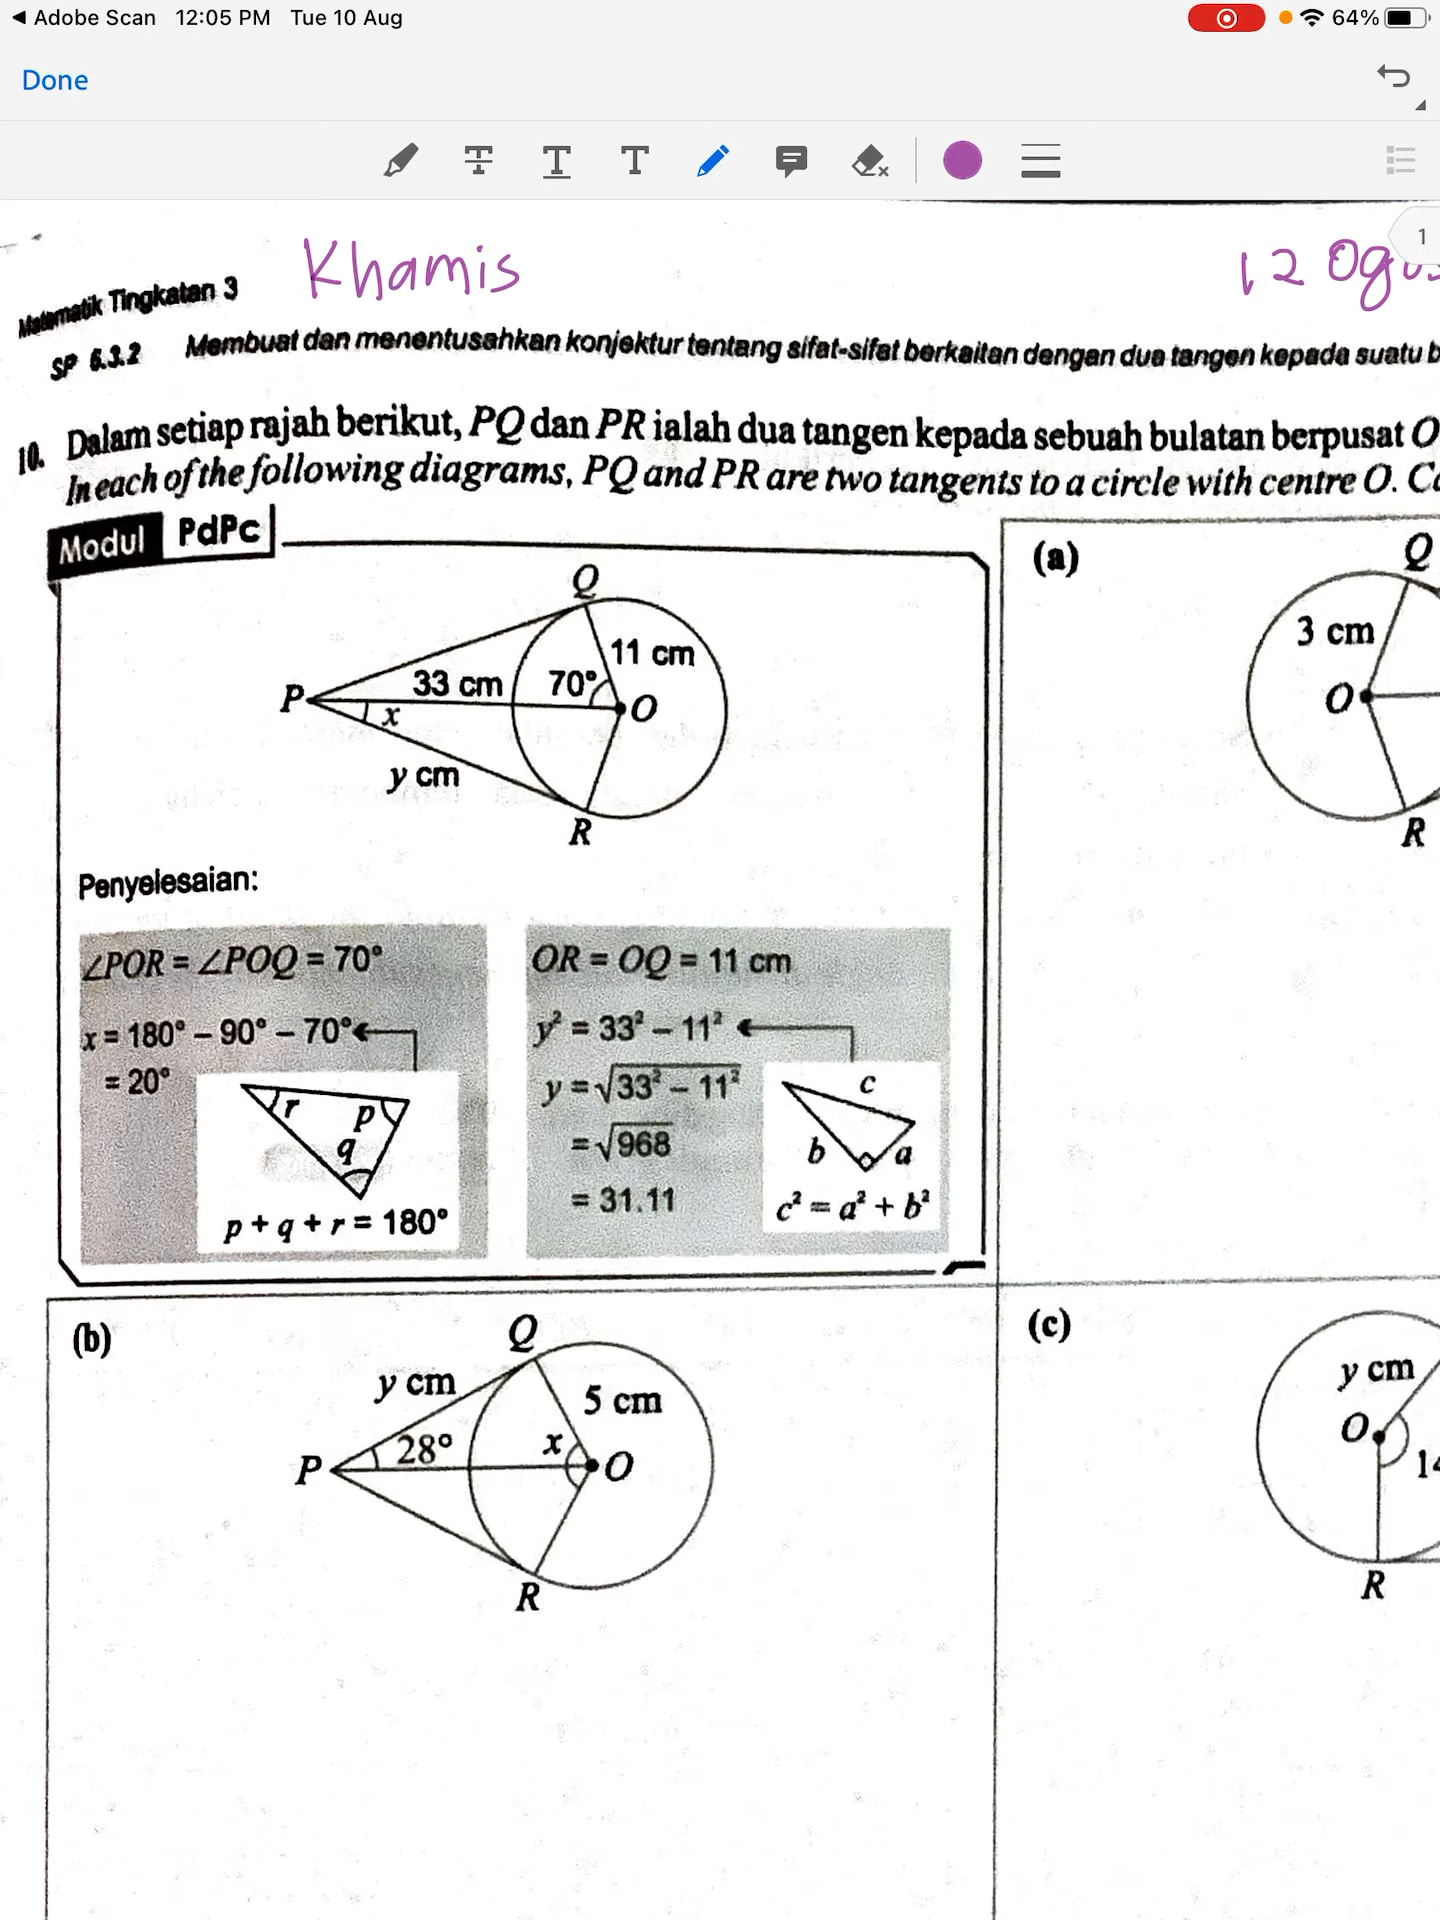 Adobe Scan 12:05 PM Tue 10 Aug 64%
Done
1
Khamis
12 Ogos
Matematik Tingkatan 3
SP 6.3.2 Membuat dan menentusahkan konjektur tentang sifat-sifat berkaitan dengan dua tangen kepada suatu b
10. Dalam setiap rajah berikut, PQ dan PR ialah dua tangen kepada sebuah bulatan berpusat O
In each of the following diagrams, PQ and PR are two tangents to a circle with centre O. Ca
Modul PdPc
Q
11 cm
33 cm
70°
P
x
O
y cm
R
Penyelesaian:
∠POR = ∠POQ = 70°
x = 180° – 90° – 70°
= 20°
r
p
q
p + q + r = 180°
OR = OQ = 11 cm
y² = 33² – 11²
y = √33² – 11²
= √968
= 31.11
c
b
a
c² = a² + b²
(a)
Q
3 cm
O
R
(b)
Q
y cm
5 cm
28°
x
P
O
R
(c)
y cm
O
14
R